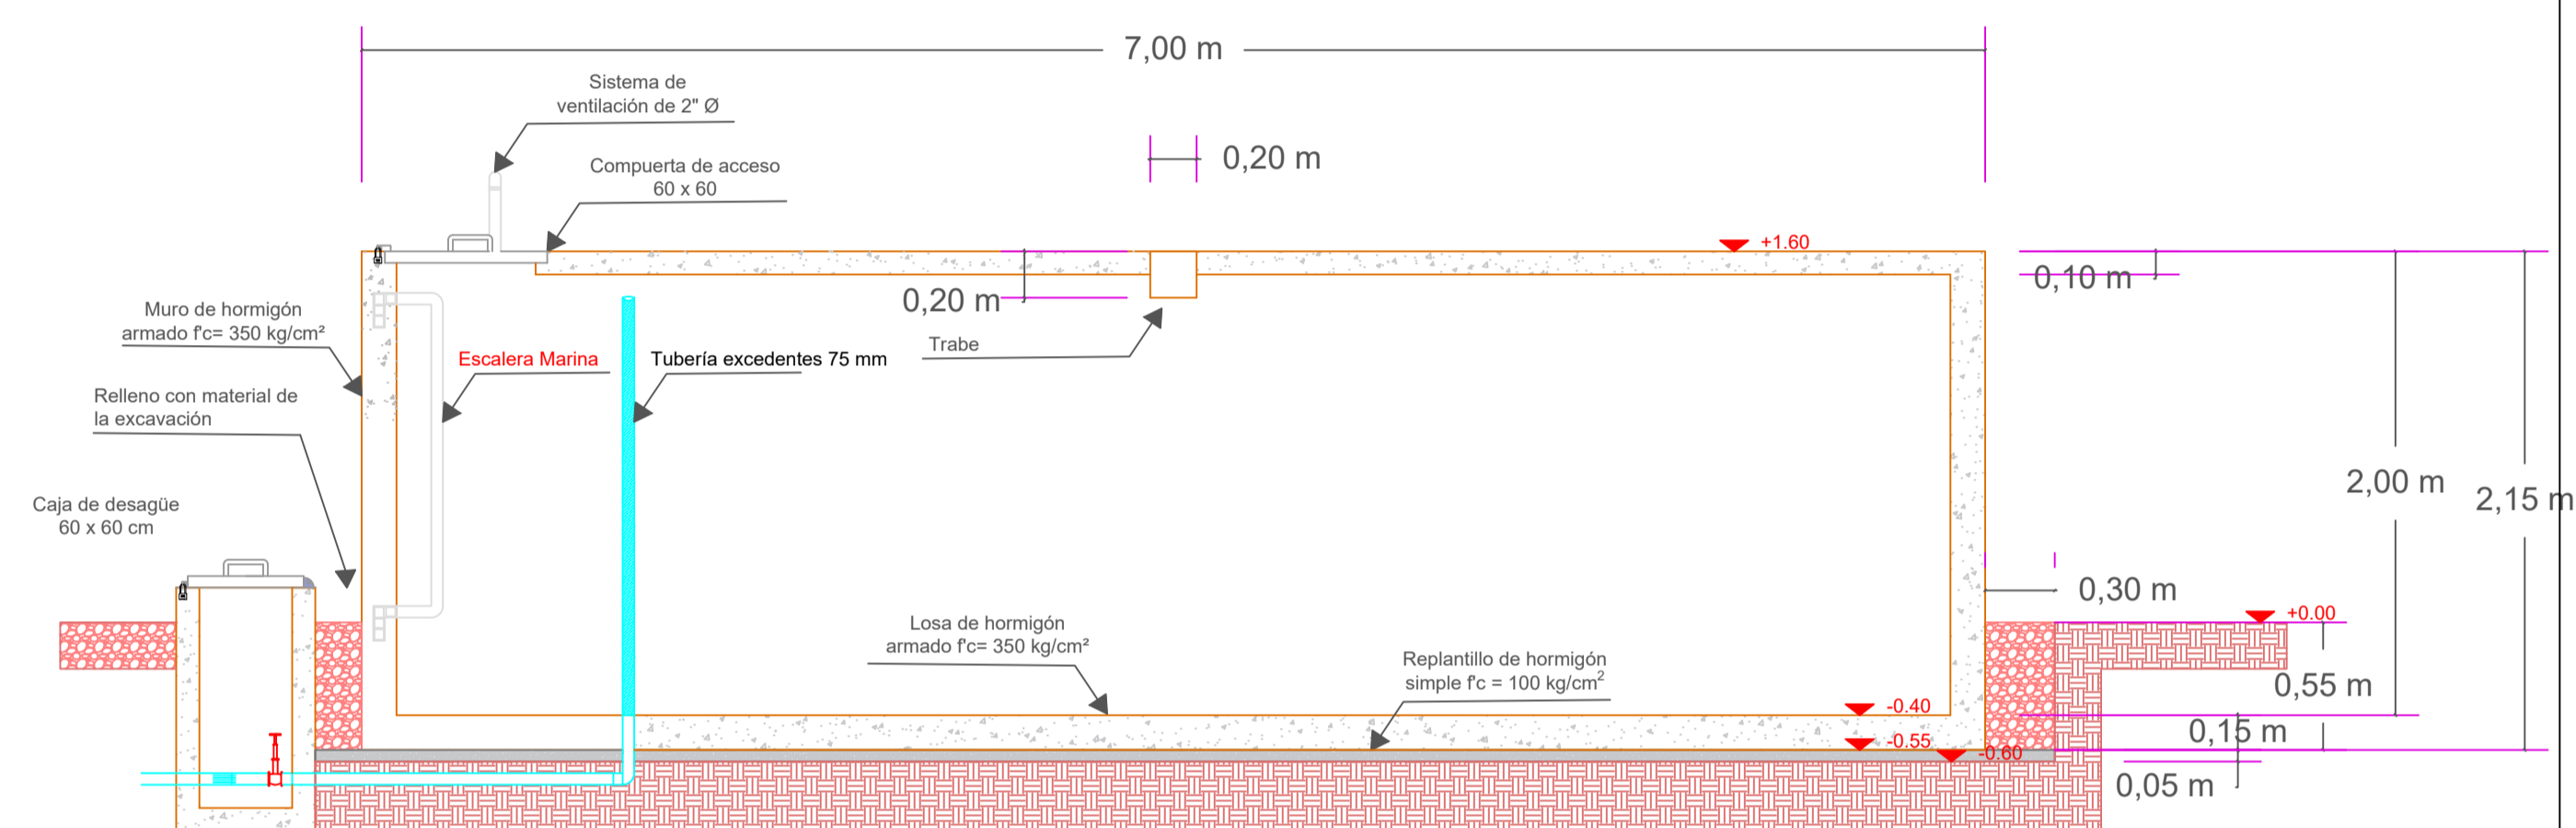 7,00 m
Sistema de
ventilación de 2" Ø
0,20 m
Compuerta de acceso
60 x 60
+1.60
0,10 m
0,20 m
Muro de hormigón
armado f'c= 350 kg/cm²
Trabe
Escalera Marina
Tubería excedentes 75 mm
Relleno con material de
la excavación
2,00 m
2,15 m
Caja de desagüe
60 x 60 cm
0,30 m
+0.00
Losa de hormigón
armado f'c= 350 kg/cm²
Replantillo de hormigón
simple f'c = 100 kg/cm²
0,55 m
-0.40
0,15 m
-0.55
-0.60
0,05 m